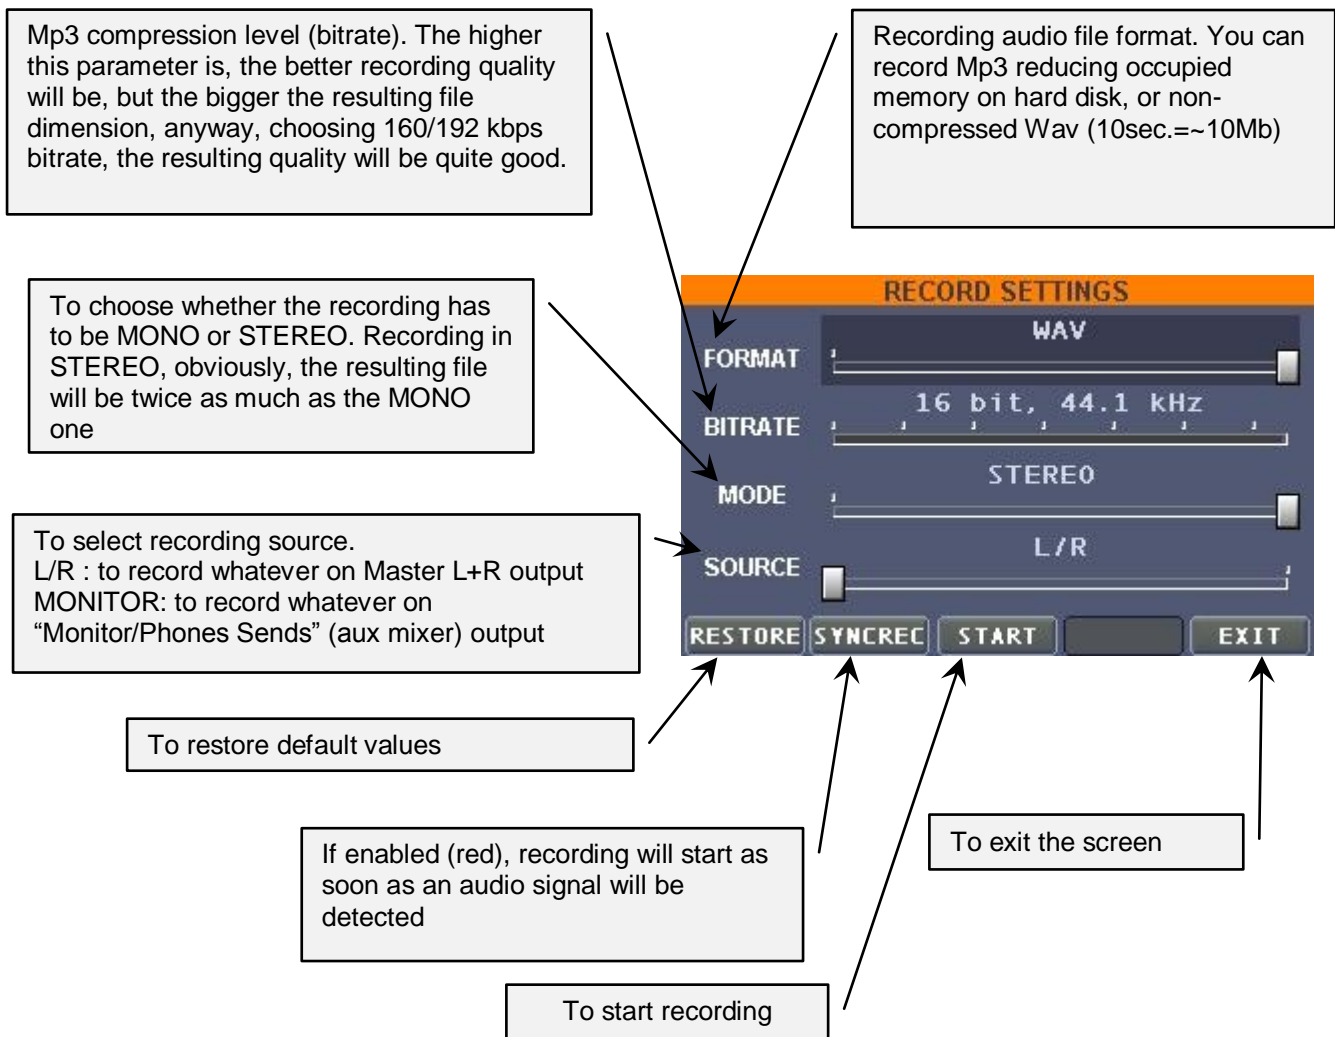 Mp3 compression level (bitrate). The higher
this parameter is, the better recording quality
will be, but the bigger the resulting file
dimension, anyway, choosing 160/192 kbps
bitrate, the resulting quality will be quite good.
Recording audio file format. You can
record Mp3 reducing occupied
memory on hard disk, or non-
compressed Wav (10sec.=~10Mb)
To choose whether the recording has
to be MONO or STEREO. Recording in
STEREO, obviously, the resulting file
will be twice as much as the MONO
one
To select recording source.
L/R : to record whatever on Master L+R output
MONITOR: to record whatever on
“Monitor/Phones Sends” (aux mixer) output
RECORD SETTINGS
WAV
FORMAT
16 bit, 44.1 kHz
BITRATE
STEREO
MODE
L/R
SOURCE
RESTORE SYNCREC START EXIT
To restore default values
If enabled (red), recording will start as
soon as an audio signal will be
detected
To exit the screen
To start recording